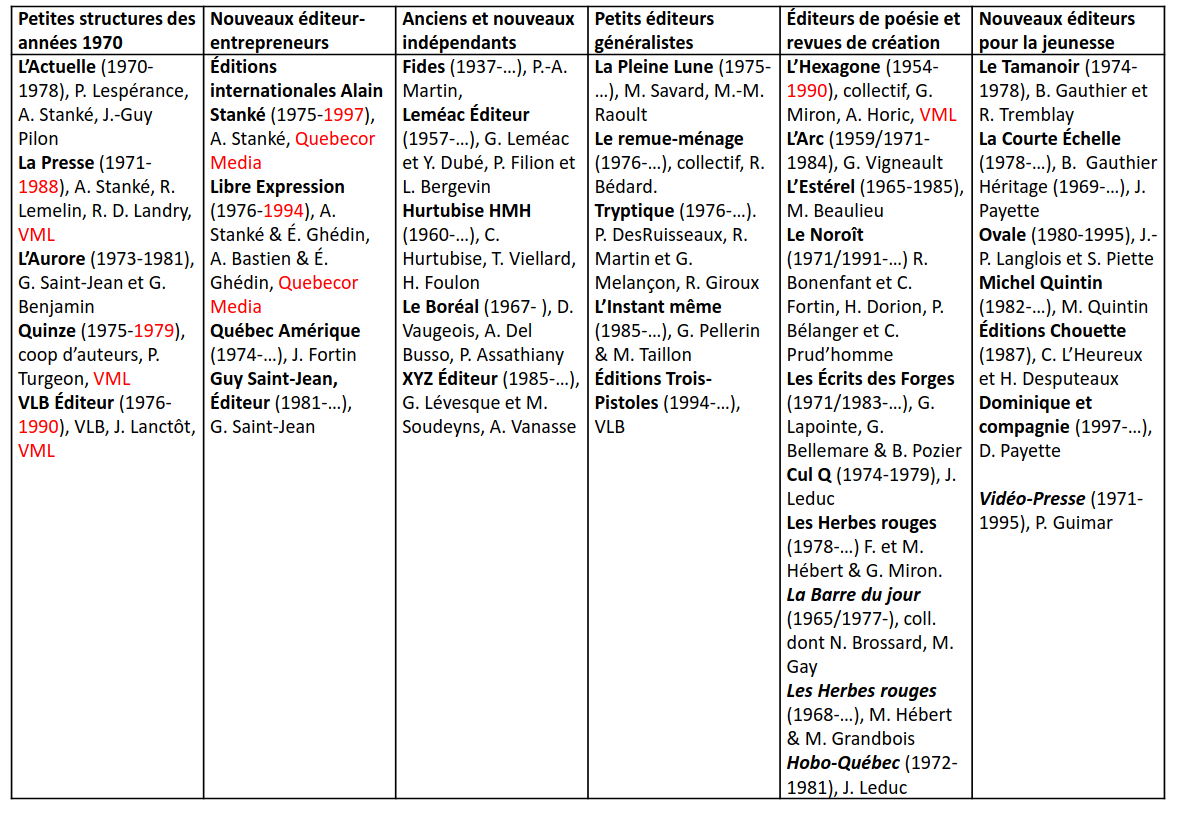 Petites structures des
années 1970
L’Actuelle (1970-
1978), P. Lespérance,
A. Stanké, J.-Guy
Pilon
La Presse (1971-
1988), A. Stanké, R.
Lemelin, R. D. Landry,
VML
L’Aurore (1973-1981),
G. Saint-Jean et G.
Benjamin
Quinze (1975-1979),
coop d’auteurs, P.
Turgeon, VML
VLB Éditeur (1976-
1990), VLB, J. Lanctôt,
VML
Nouveaux éditeur-
entrepreneurs
Éditions
internationales Alain
Stanké (1975-1997),
A. Stanké, Quebecor
Media
Libre Expression
(1976-1994), A.
Stanké & É. Ghédin,
A. Bastien & É.
Ghédin, Quebecor
Media
Québec Amérique
(1974-…), J. Fortin
Guy Saint-Jean,
Éditeur (1981-…),
G. Saint-Jean
Anciens et nouveaux
indépendants
Fides (1937-…), P.-A.
Martin,
Leméac Éditeur
(1957-…), G. Leméac
et Y. Dubé, P. Filion et
L. Bergevin
Hurtubise HMH
(1960-…), C.
Hurtubise, T. Viellard,
H. Foulon
Le Boréal (1967- ), D.
Vaugeois, A. Del
Busso, P. Assathiany
XYZ Éditeur (1985-…),
G. Lévesque et M.
Soudeyns, A. Vanasse
Petits éditeurs
généralistes
La Pleine Lune (1975-
…), M. Savard, M.-M.
Raoult
Le remue-ménage
(1976-…), collectif, R.
Bédard.
Tryptique (1976-…).
P. DesRuisseaux, R.
Martin et G.
Melançon, R. Giroux
L’Instant même
(1985-…), G. Pellerin
& M. Taillon
Éditions Trois-
Pistoles (1994-…),
VLB
Éditeurs de poésie et
revues de création
L’Hexagone (1954-
1990), collectif, G.
Miron, A. Horic, VML
L’Arc (1959/1971-
1984), G. Vigneault
L’Estérel (1965-1985),
M. Beaulieu
Le Noroît
(1971/1991-…) R.
Bonenfant et C.
Fortin, H. Dorion, P.
Bélanger et C.
Prud’homme
Les Écrits des Forges
(1971/1983-…), G.
Lapointe, G.
Bellemare & B. Pozier
Cul Q (1974-1979), J.
Leduc
Les Herbes rouges
(1978-…) F. et M.
Hébert & G. Miron.
La Barre du jour
(1965/1977-), coll.
dont N. Brossard, M.
Gay
Les Herbes rouges
(1968-…), M. Hébert
& M. Grandbois
Hobo-Québec (1972-
1981), J. Leduc
Nouveaux éditeurs
pour la jeunesse
Le Tamanoir (1974-
1978), B. Gauthier et
R. Tremblay
La Courte Échelle
(1978-…), B. Gauthier
Héritage (1969-…), J.
Payette
Ovale (1980-1995), J.-
P. Langlois et S. Piette
Michel Quintin
(1982-…), M. Quintin
Éditions Chouette
(1987), C. L’Heureux
et H. Desputeaux
Dominique et
compagnie (1997-…),
D. Payette
Vidéo-Presse (1971-
1995), P. Guimar